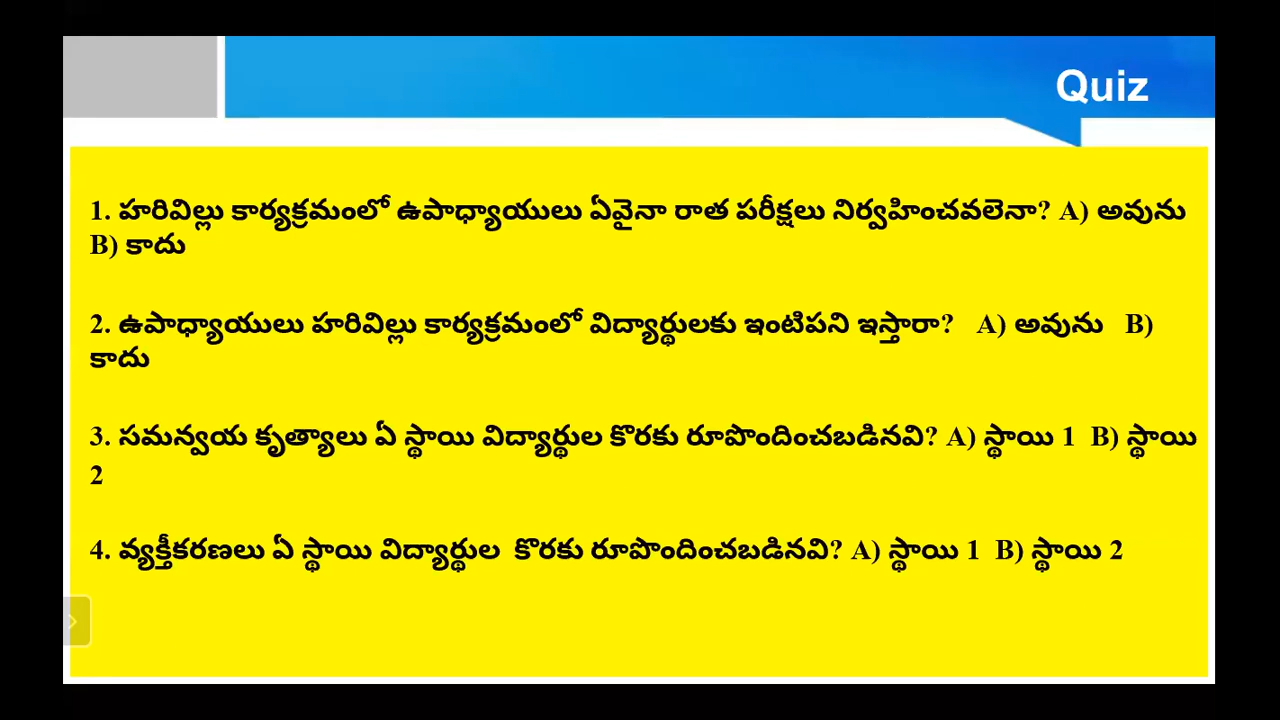 Quiz
1. హరివిల్లు కార్యక్రమంలో ఉపాధ్యాయులు ఏవైనా రాత పరీక్షలు నిర్వహించవలెనా? A) అవును
B) కాదు
2. ఉపాధ్యాయులు హరివిల్లు కార్యక్రమంలో విద్యార్థులకు ఇంటిపని ఇస్తారా? A) అవును B)
కాదు
3. సమన్వయ కృత్యాలు ఏ స్థాయి విద్యార్థుల కొరకు రూపొందించబడినవి? A) స్థాయి 1 B) స్థాయి
2
4. వ్యక్తీకరణలు ఏ స్థాయి విద్యార్థుల కొరకు రూపొందించబడినవి? A) స్థాయి 1 B) స్థాయి 2